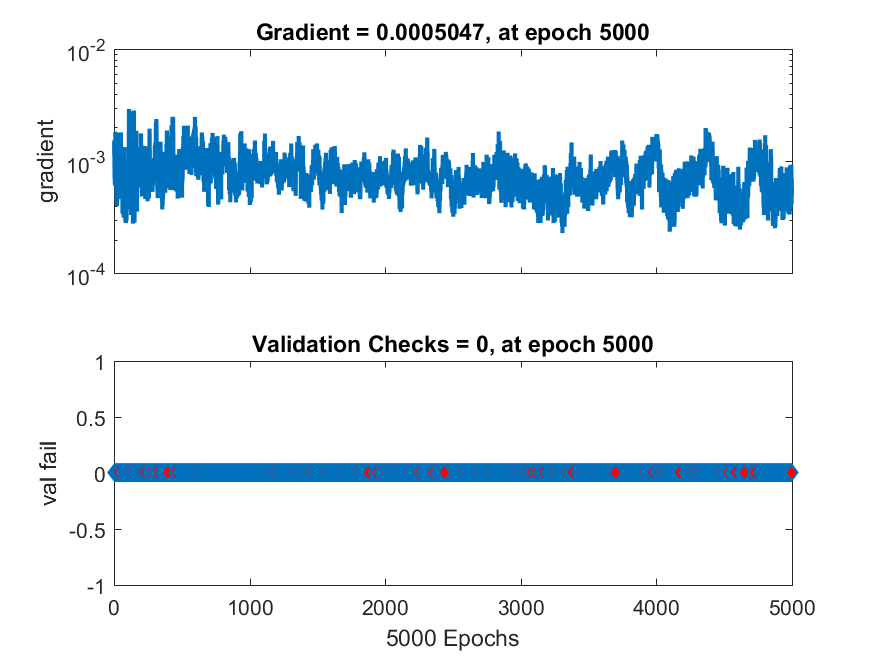 Gradient = 0.0005047, at epoch 5000
10^-2
10^-3
10^-4
gradient
Validation Checks = 0, at epoch 5000
1
0.5
0
-0.5
-1
val fail
0 1000 2000 3000 4000 5000
5000 Epochs